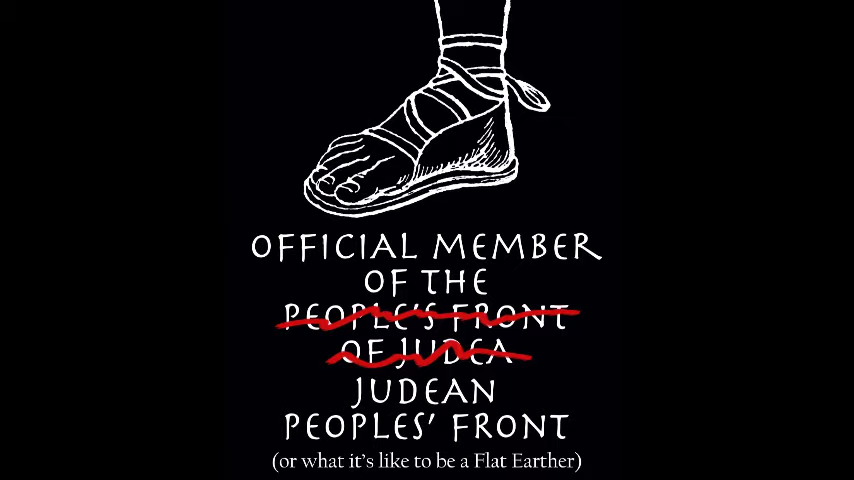 OFFICIAL MEMBER
OF THE
PEOPLE'S FRONT
OF JUDEA
JUDEAN
PEOPLES' FRONT
(or what it's like to be a Flat Earther)